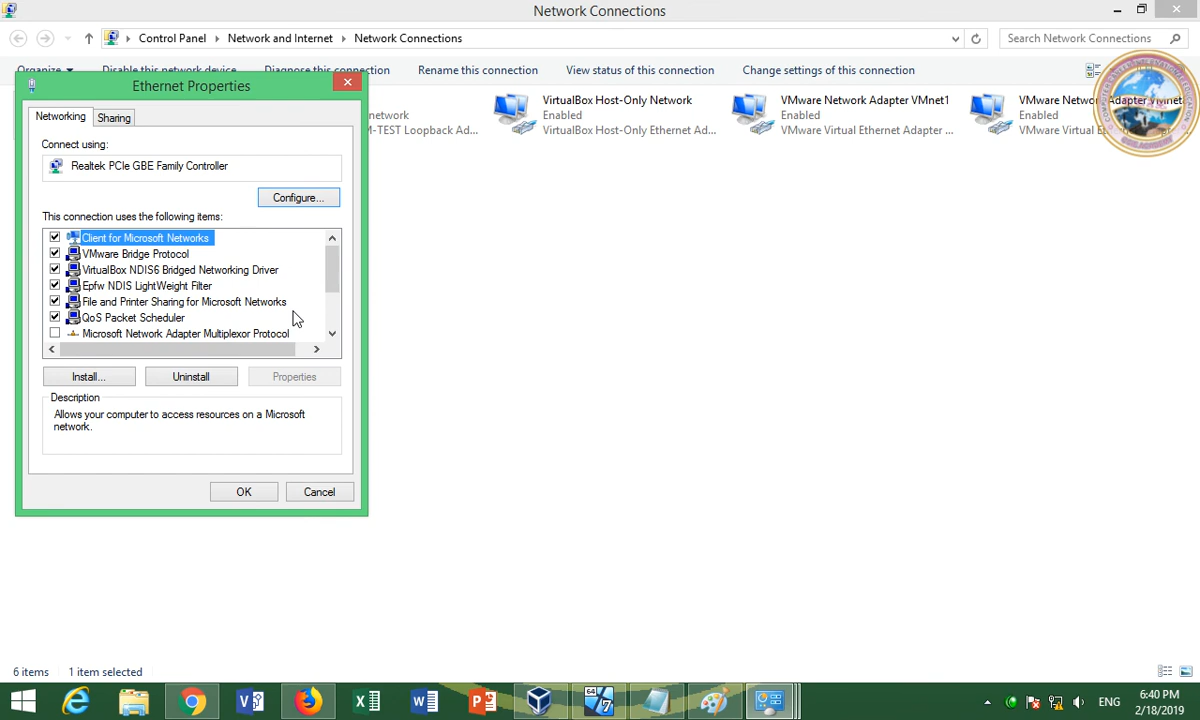 Network Connections
Control Panel
Network and Internet
Network Connections
Search Network Connections
Organize
Disable this network device
Diagnose this connection
Rename this connection
View status of this connection
Change settings of this connection
Ethernet Properties
Networking
Sharing
Connect using:
Realtek PCIe GBE Family Controller
Configure...
This connection uses the following items:
Client for Microsoft Networks
VMware Bridge Protocol
VirtualBox NDIS6 Bridged Networking Driver
Epfw NDIS LightWeight Filter
File and Printer Sharing for Microsoft Networks
QoS Packet Scheduler
Microsoft Network Adapter Multiplexor Protocol
Install...
Uninstall
Properties
Description
Allows your computer to access resources on a Microsoft
network.
OK
Cancel
network
M-TEST Loopback Ad...
VirtualBox Host-Only Network
Enabled
VirtualBox Host-Only Ethernet Ad...
VMware Network Adapter VMnet1
Enabled
VMware Virtual Ethernet Adapter ...
VMware Network Adapter VMnet
Enabled
VMware Virtual
6 items
1 item selected
64
7
ENG
6:40 PM
2/18/2019